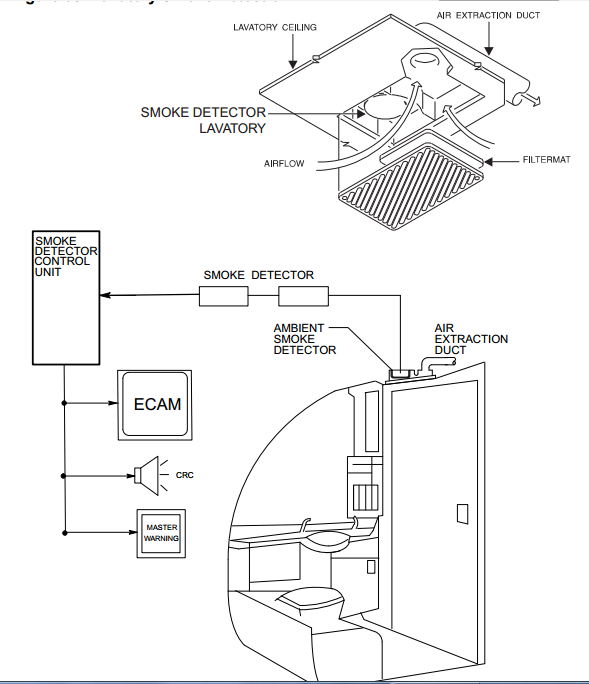 LAVATORY CEILING
AIR EXTRACTION DUCT
SMOKE DETECTOR
LAVATORY
AIRFLOW
FILTERMAT
SMOKE
DETECTOR
CONTROL
UNIT
SMOKE DETECTOR
AMBIENT
SMOKE
DETECTOR
AIR
EXTRACTION
DUCT
ECAM
CRC
MASTER
WARNING